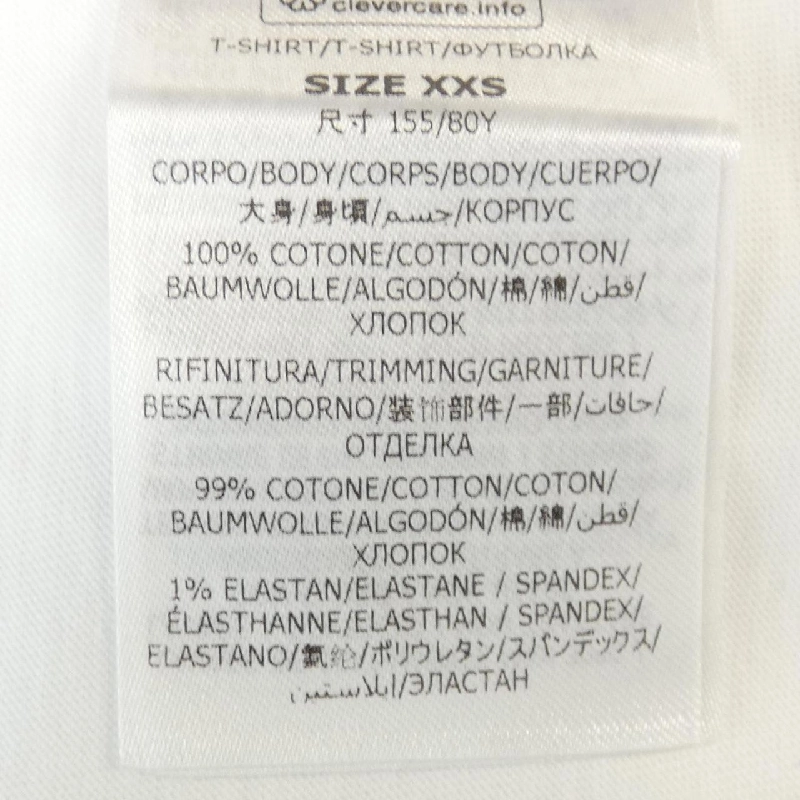 clevercare.info
T-SHIRT/T-SHIRT/ФУТБОЛКА
SIZE XXS
尺寸 155/80Y
CORPO/BODY/CORPS/BODY/CUERPO/
大身/身頃/جسم/КОРПУС
100% COTONE/COTTON/COTON/
BAUMWOLLE/ALGODÓN/棉/綿/قطن/
ХЛОПОК
RIFINITURA/TRIMMING/GARNITURE/
BESATZ/ADORNO/装饰部件/一部/حافات/
ОТДЕЛКА
99% COTONE/COTTON/COTON/
BAUMWOLLE/ALGODÓN/棉/綿/قطن/
ХЛОПОК
1% ELASTAN/ELASTANE / SPANDEX/
ÉLASTHANNE/ELASTHAN / SPANDEX/
ELASTANO/氨纶/ポリウレタン/スパンデックス/
إيلاستين/ЭЛАСТАН